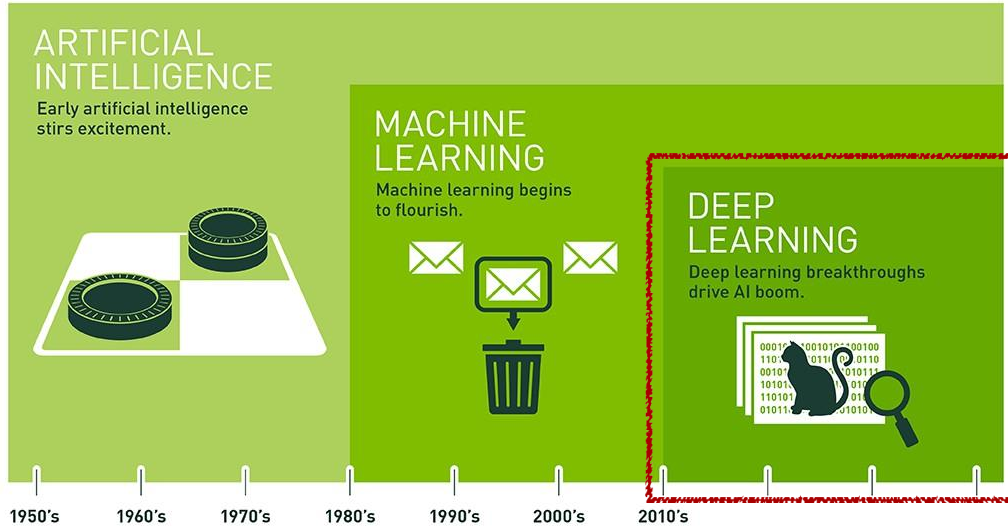 ARTIFICIAL
INTELLIGENCE
Early artificial intelligence
stirs excitement.
MACHINE
LEARNING
Machine learning begins
to flourish.
DEEP
LEARNING
Deep learning breakthroughs
drive AI boom.
1950's
1960's
1970's
1980's
1990's
2000's
2010's